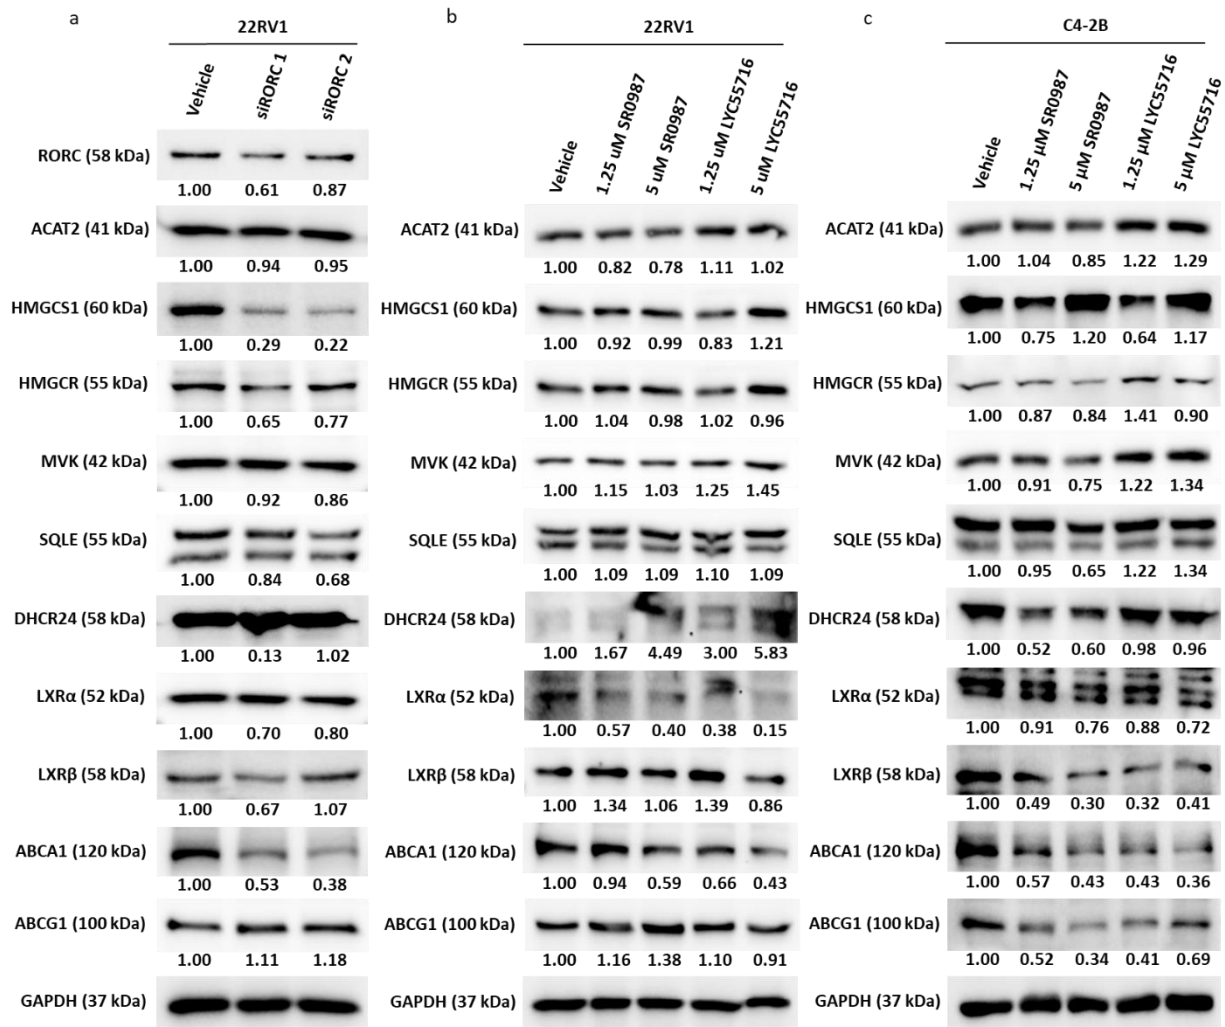 a
22RV1
Vehicle
siRORC 1
siRORC 2
RORC (58 kDa)
1.00 0.61 0.87
ACAT2 (41 kDa)
1.00 0.94 0.95
HMGCS1 (60 kDa)
1.00 0.29 0.22
HMGCR (55 kDa)
1.00 0.65 0.77
MVK (42 kDa)
1.00 0.92 0.86
SQLE (55 kDa)
1.00 0.84 0.68
DHCR24 (58 kDa)
1.00 0.13 1.02
LXRα (52 kDa)
1.00 0.70 0.80
LXRβ (58 kDa)
1.00 0.67 1.07
ABCA1 (120 kDa)
1.00 0.53 0.38
ABCG1 (100 kDa)
1.00 1.11 1.18
GAPDH (37 kDa)
b
22RV1
Vehicle
1.25 uM SR0987
5 uM SR0987
1.25 uM LYC55716
5 uM LYC55716
ACAT2 (41 kDa)
1.00 0.82 0.78 1.11 1.02
HMGCS1 (60 kDa)
1.00 0.92 0.99 0.83 1.21
HMGCR (55 kDa)
1.00 1.04 0.98 1.02 0.96
MVK (42 kDa)
1.00 1.15 1.03 1.25 1.45
SQLE (55 kDa)
1.00 1.09 1.09 1.10 1.09
DHCR24 (58 kDa)
1.00 1.67 4.49 3.00 5.83
LXRα (52 kDa)
1.00 0.57 0.40 0.38 0.15
LXRβ (58 kDa)
1.00 1.34 1.06 1.39 0.86
ABCA1 (120 kDa)
1.00 0.94 0.59 0.66 0.43
ABCG1 (100 kDa)
1.00 1.16 1.38 1.10 0.91
GAPDH (37 kDa)
c
C4-2B
Vehicle
1.25 µM SR0987
5 µM SR0987
1.25 µM LYC55716
5 µM LYC55716
ACAT2 (41 kDa)
1.00 1.04 0.85 1.22 1.29
HMGCS1 (60 kDa)
1.00 0.75 1.20 0.64 1.17
HMGCR (55 kDa)
1.00 0.87 0.84 1.41 0.90
MVK (42 kDa)
1.00 0.91 0.75 1.22 1.34
SQLE (55 kDa)
1.00 0.95 0.65 1.22 1.34
DHCR24 (58 kDa)
1.00 0.52 0.60 0.98 0.96
LXRα (52 kDa)
1.00 0.91 0.76 0.88 0.72
LXRβ (58 kDa)
1.00 0.49 0.30 0.32 0.41
ABCA1 (120 kDa)
1.00 0.57 0.43 0.43 0.36
ABCG1 (100 kDa)
1.00 0.52 0.34 0.41 0.69
GAPDH (37 kDa)